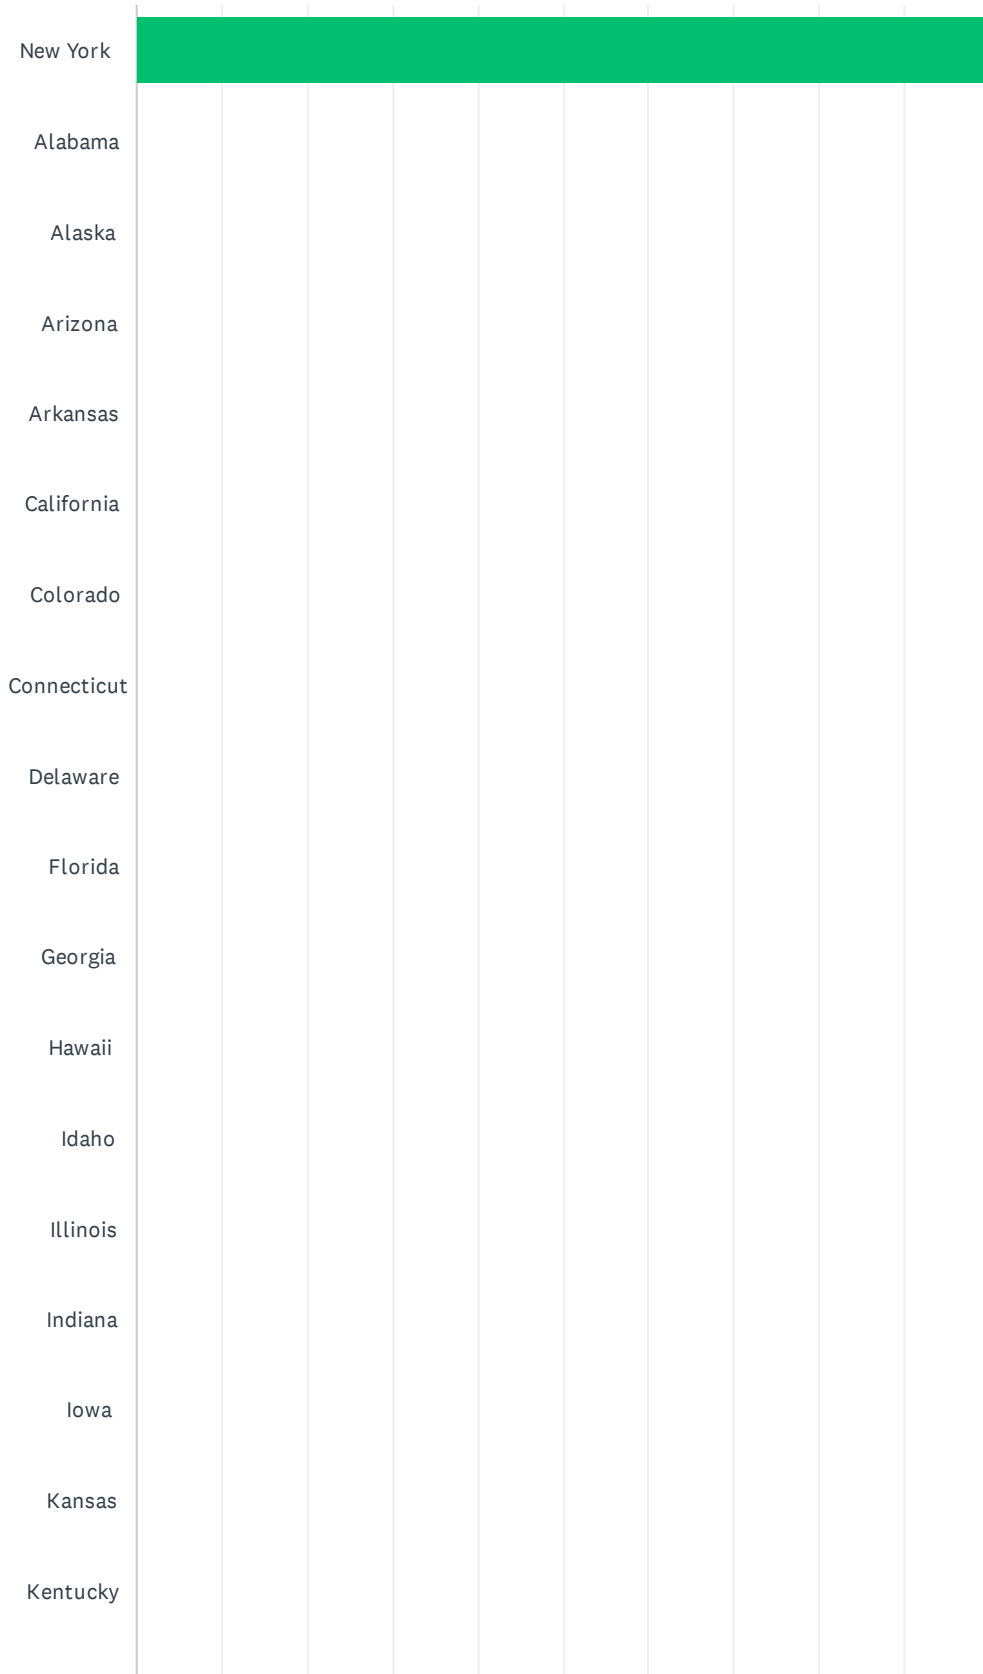 New York
Alabama
Alaska
Arizona
Arkansas
California
Colorado
Connecticut
Delaware
Florida
Georgia
Hawaii
Idaho
Illinois
Indiana
Iowa
Kansas
Kentucky